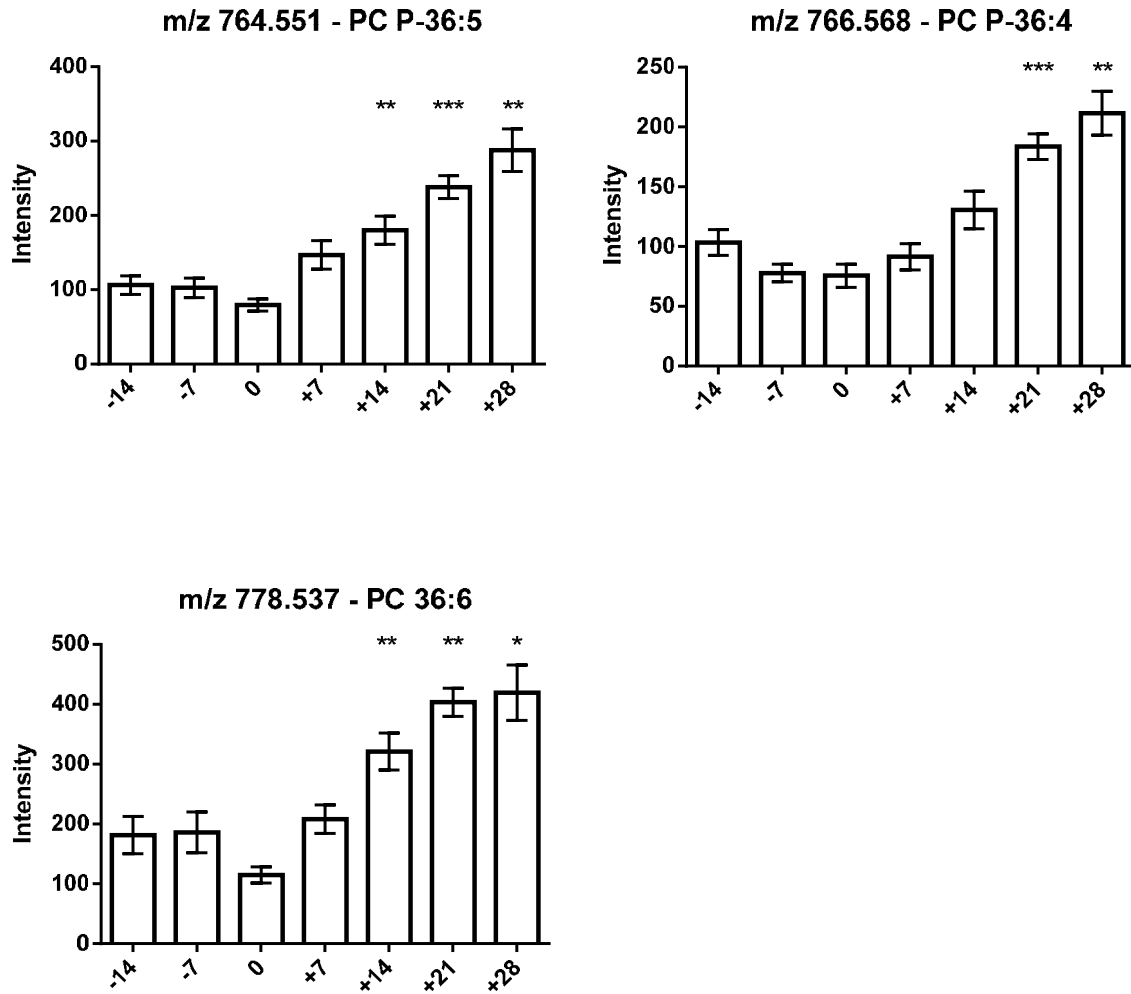 m/z 764.551 - PC P-36:5
400
300
200
100
0
Intensity
** *** **
-14 -7 0 +7 +14 +21 +28
m/z 766.568 - PC P-36:4
250
200
150
100
50
0
Intensity
*** **
-14 -7 0 +7 +14 +21 +28
m/z 778.537 - PC 36:6
500
400
300
200
100
0
Intensity
** ** *
-14 -7 0 +7 +14 +21 +28